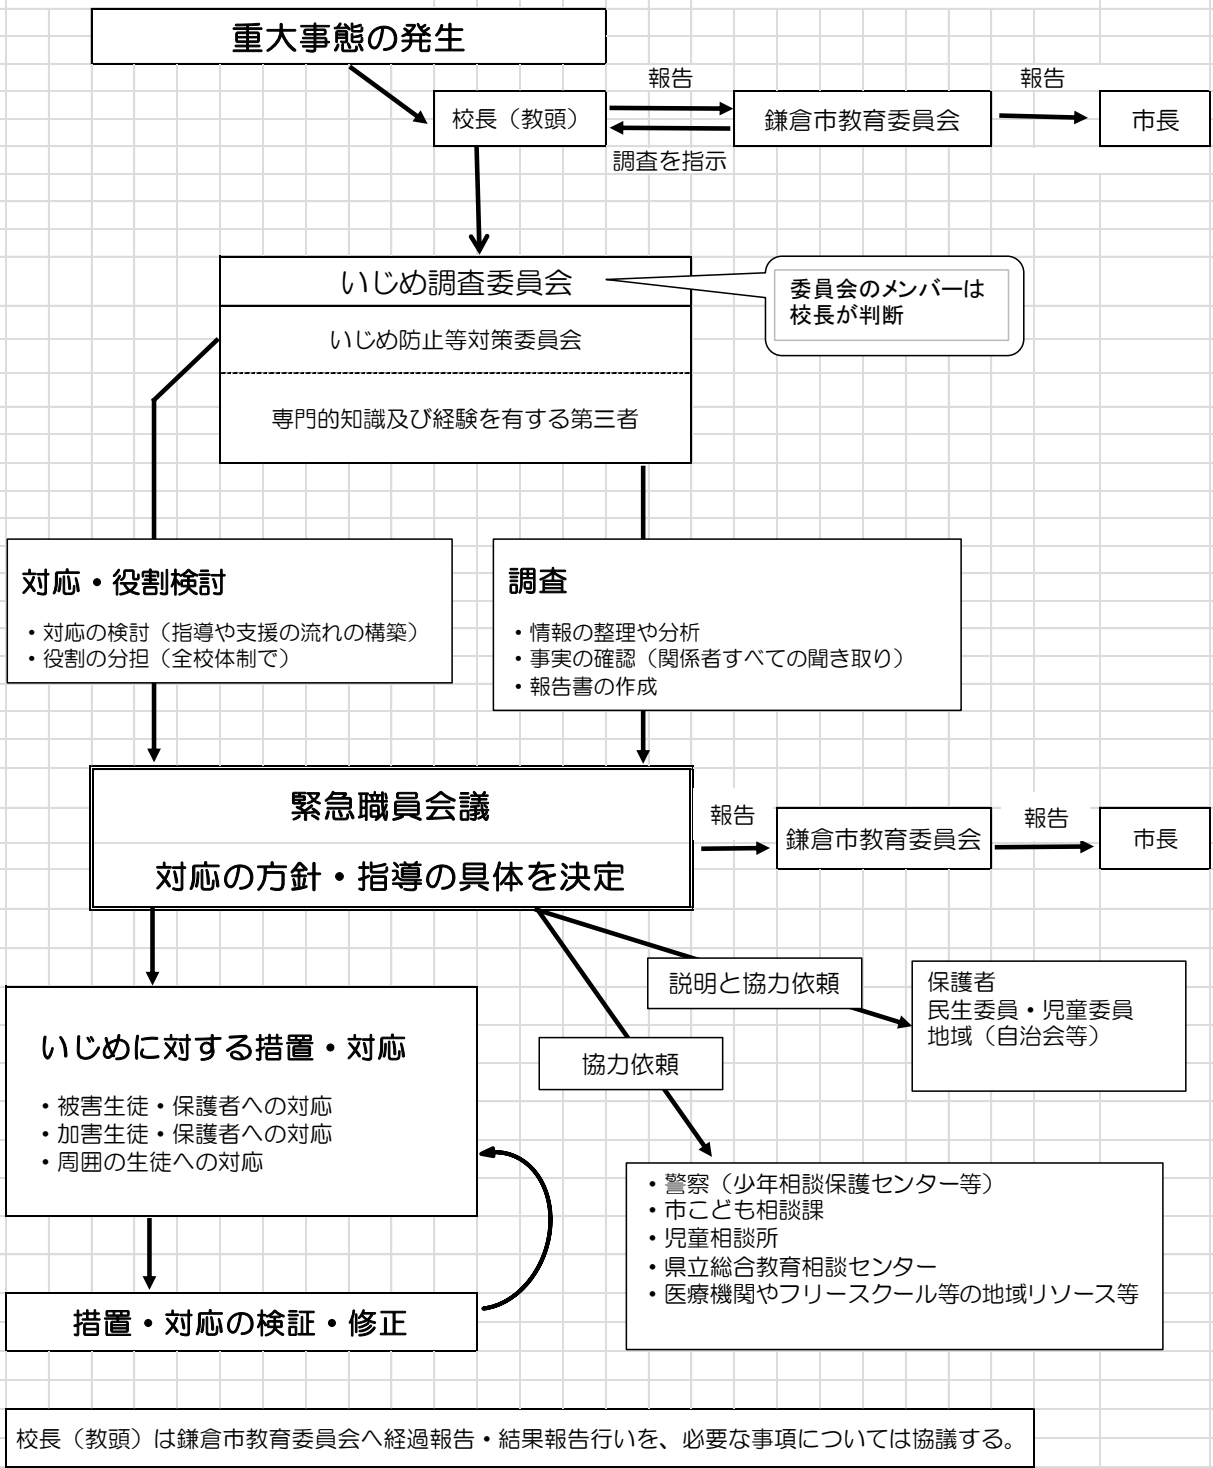 重大事態の発生
報告
報告
校長（教頭）
鎌倉市教育委員会
市長
調査を指示
いじめ調査委員会
委員会のメンバーは
校長が判断
いじめ防止等対策委員会
専門的知識及び経験を有する第三者
対応・役割検討
・対応の検討（指導や支援の流れの構築）
・役割の分担（全校体制で）
調査
・情報の整理や分析
・事実の確認（関係者すべての聞き取り）
・報告書の作成
緊急職員会議
対応の方針・指導の具体を決定
報告
鎌倉市教育委員会
報告
市長
説明と協力依頼
保護者
民生委員・児童委員
地域（自治会等）
協力依頼
いじめに対する措置・対応
・被害生徒・保護者への対応
・加害生徒・保護者への対応
・周囲の生徒への対応
・警察（少年相談保護センター等）
・市こども相談課
・児童相談所
・県立総合教育相談センター
・医療機関やフリースクール等の地域リソース等
措置・対応の検証・修正
校長（教頭）は鎌倉市教育委員会へ経過報告・結果報告行いを、必要な事項については協議する。